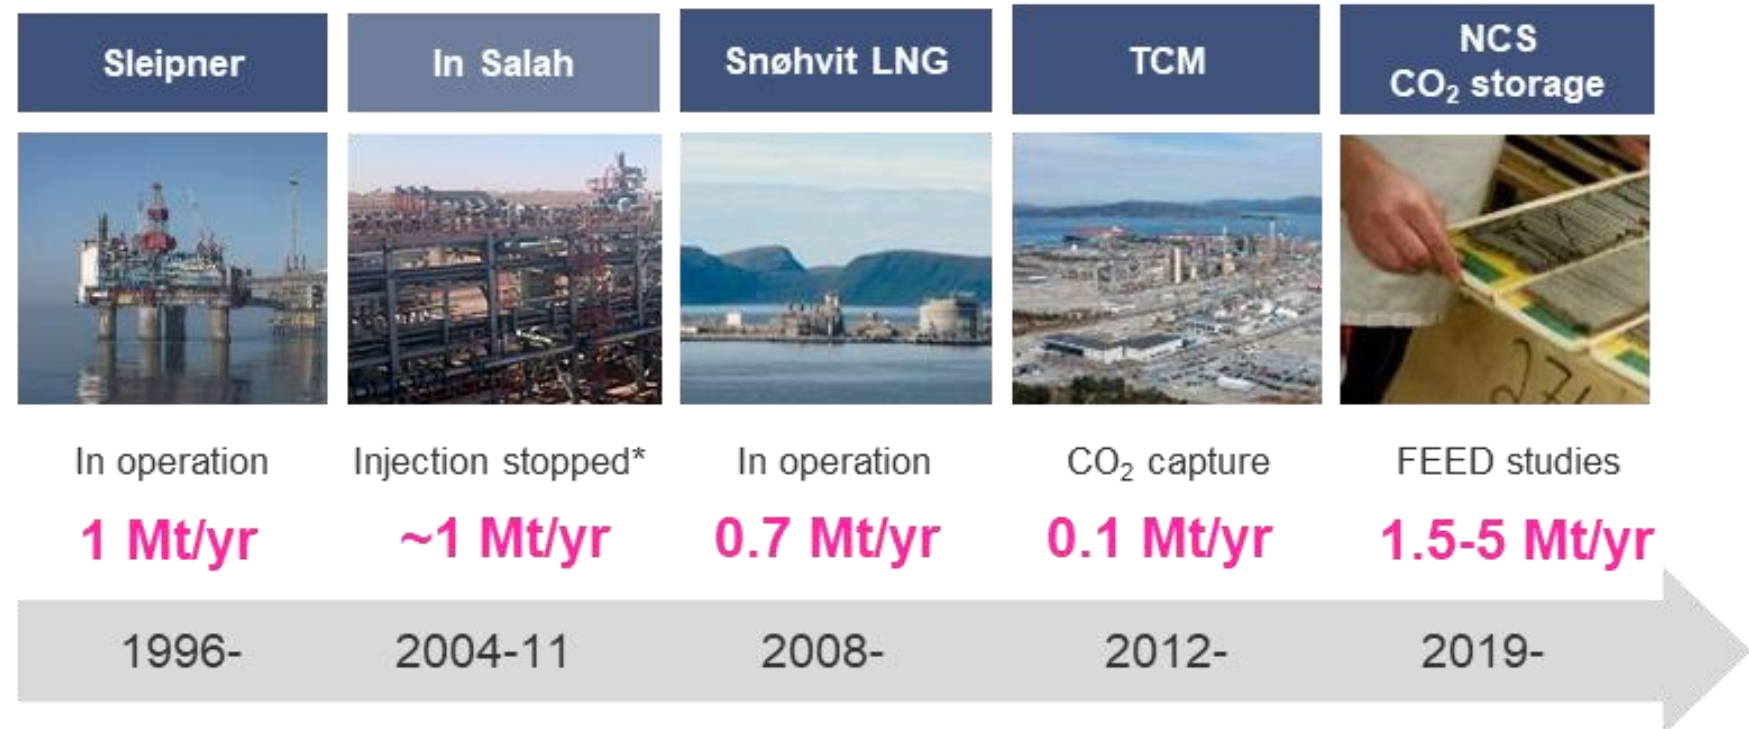 Sleipner
In Salah
Snøhvit LNG
TCM
NCS
CO₂ storage
In operation
Injection stopped*
In operation
CO₂ capture
FEED studies
1 Mt/yr
~1 Mt/yr
0.7 Mt/yr
0.1 Mt/yr
1.5-5 Mt/yr
1996-
2004-11
2008-
2012-
2019-